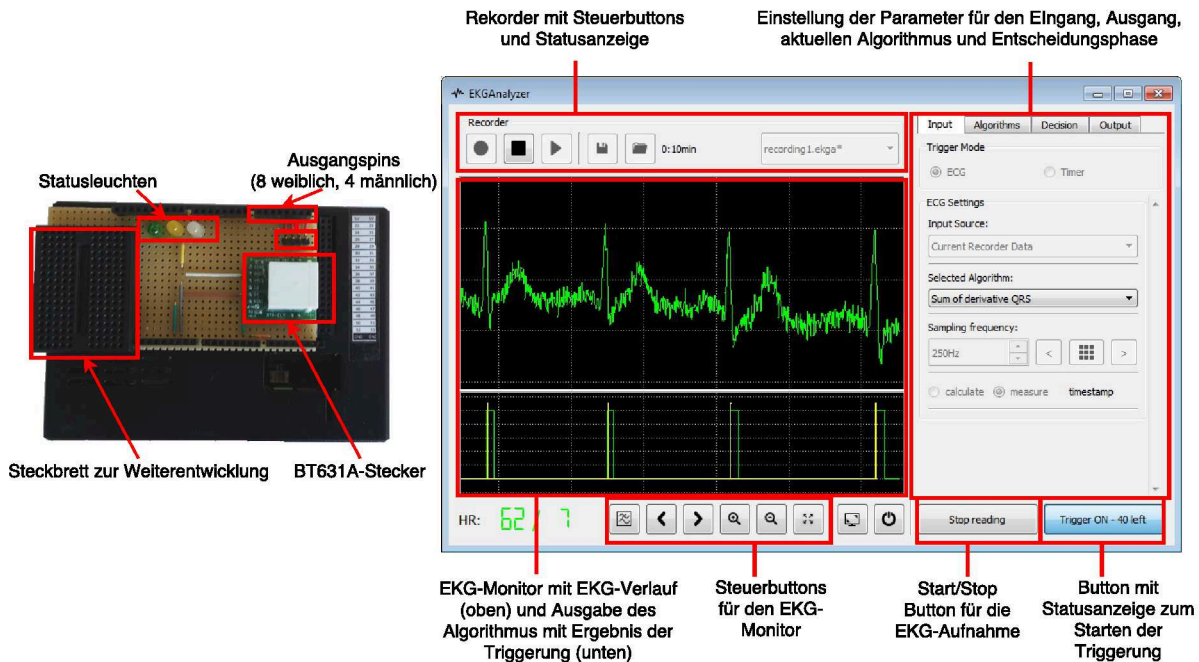 Rekorder mit Steuerbuttons
und Statusanzeige
Einstellung der Parameter für den EIngang, Ausgang,
aktuellen Algorithmus und Entscheidungsphase
Ausgangspins
(8 weiblich, 4 männlich)
Statusleuchten
Steckbrett zur Weiterentwicklung
BT631A-Stecker
EKGAnalyzer
Recorder
0:10min
recording1.ekga*
Input
Algorithms
Decision
Output
Trigger Mode
ECG
Timer
ECG Settings
Input Source:
Current Recorder Data
Selected Algorithm:
Sum of derivative QRS
Sampling frequency:
250Hz
<
>
calculate
measure
timestamp
HR:
62 / 7
Stop reading
Trigger ON - 40 left
EKG-Monitor mit EKG-Verlauf
(oben) und Ausgabe des
Algorithmus mit Ergebnis der
Triggerung (unten)
Steuerbuttons
für den EKG-
Monitor
Start/Stop
Button für die
EKG-Aufnahme
Button mit
Statusanzeige zum
Starten der
Triggerung